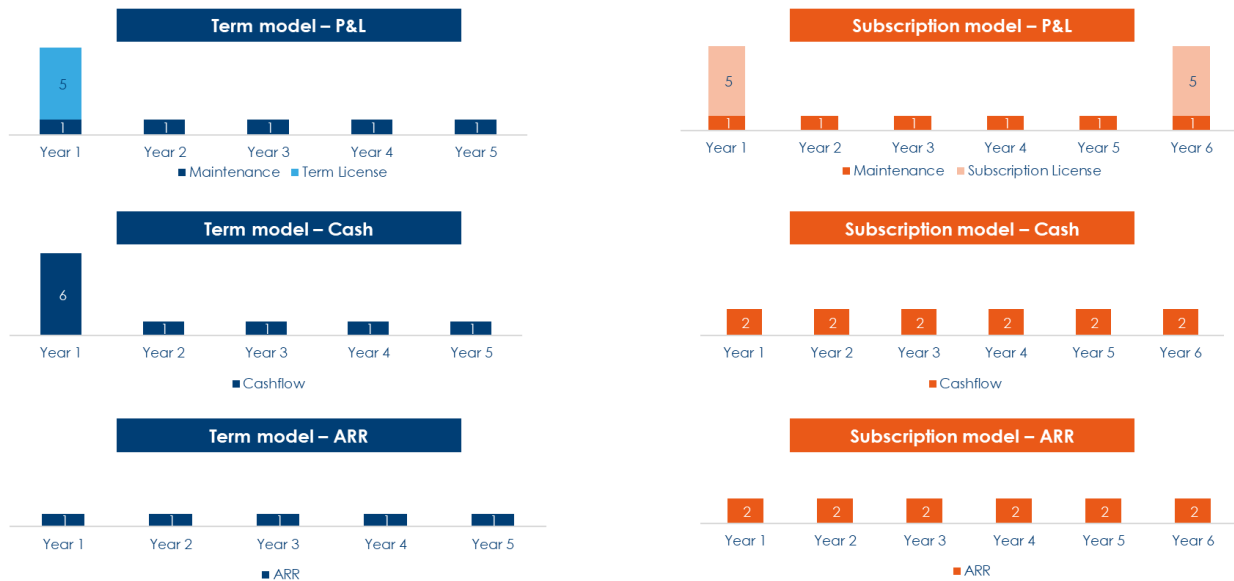 Term model – P&L
5
1 1 1 1 1
Year 1 Year 2 Year 3 Year 4 Year 5
Maintenance Term License
Subscription model – P&L
5 5
1 1 1 1 1 1
Year 1 Year 2 Year 3 Year 4 Year 5 Year 6
Maintenance Subscription License
Term model – Cash
6
1 1 1 1
Year 1 Year 2 Year 3 Year 4 Year 5
Cashflow
Subscription model – Cash
2 2 2 2 2 2
Year 1 Year 2 Year 3 Year 4 Year 5 Year 6
Cashflow
Term model – ARR
1 1 1 1 1
Year 1 Year 2 Year 3 Year 4 Year 5
ARR
Subscription model – ARR
2 2 2 2 2 2
Year 1 Year 2 Year 3 Year 4 Year 5 Year 6
ARR